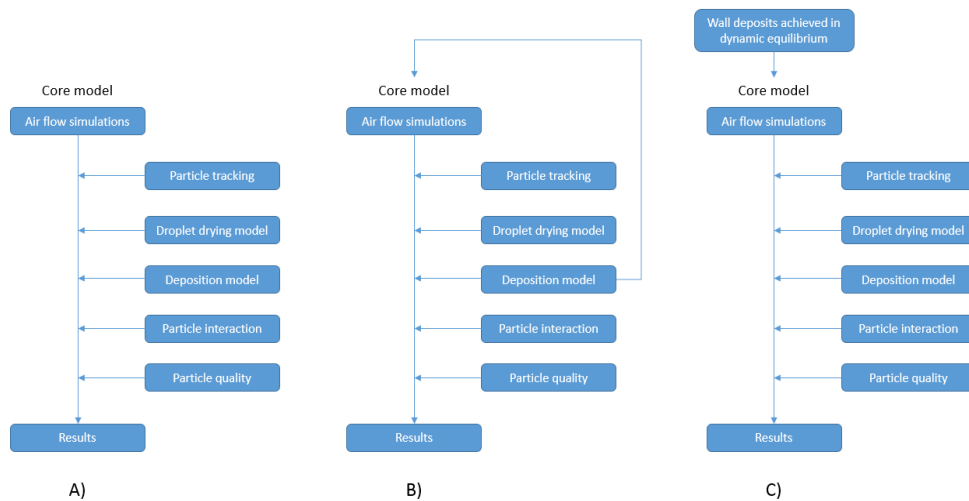 Wall deposits achieved in
dynamic equilibrium
Core model
Core model
Core model
Air flow simulations
Air flow simulations
Air flow simulations
Particle tracking
Particle tracking
Particle tracking
Droplet drying model
Droplet drying model
Droplet drying model
Deposition model
Deposition model
Deposition model
Particle interaction
Particle interaction
Particle interaction
Particle quality
Particle quality
Particle quality
Results
Results
Results
A)
B)
C)